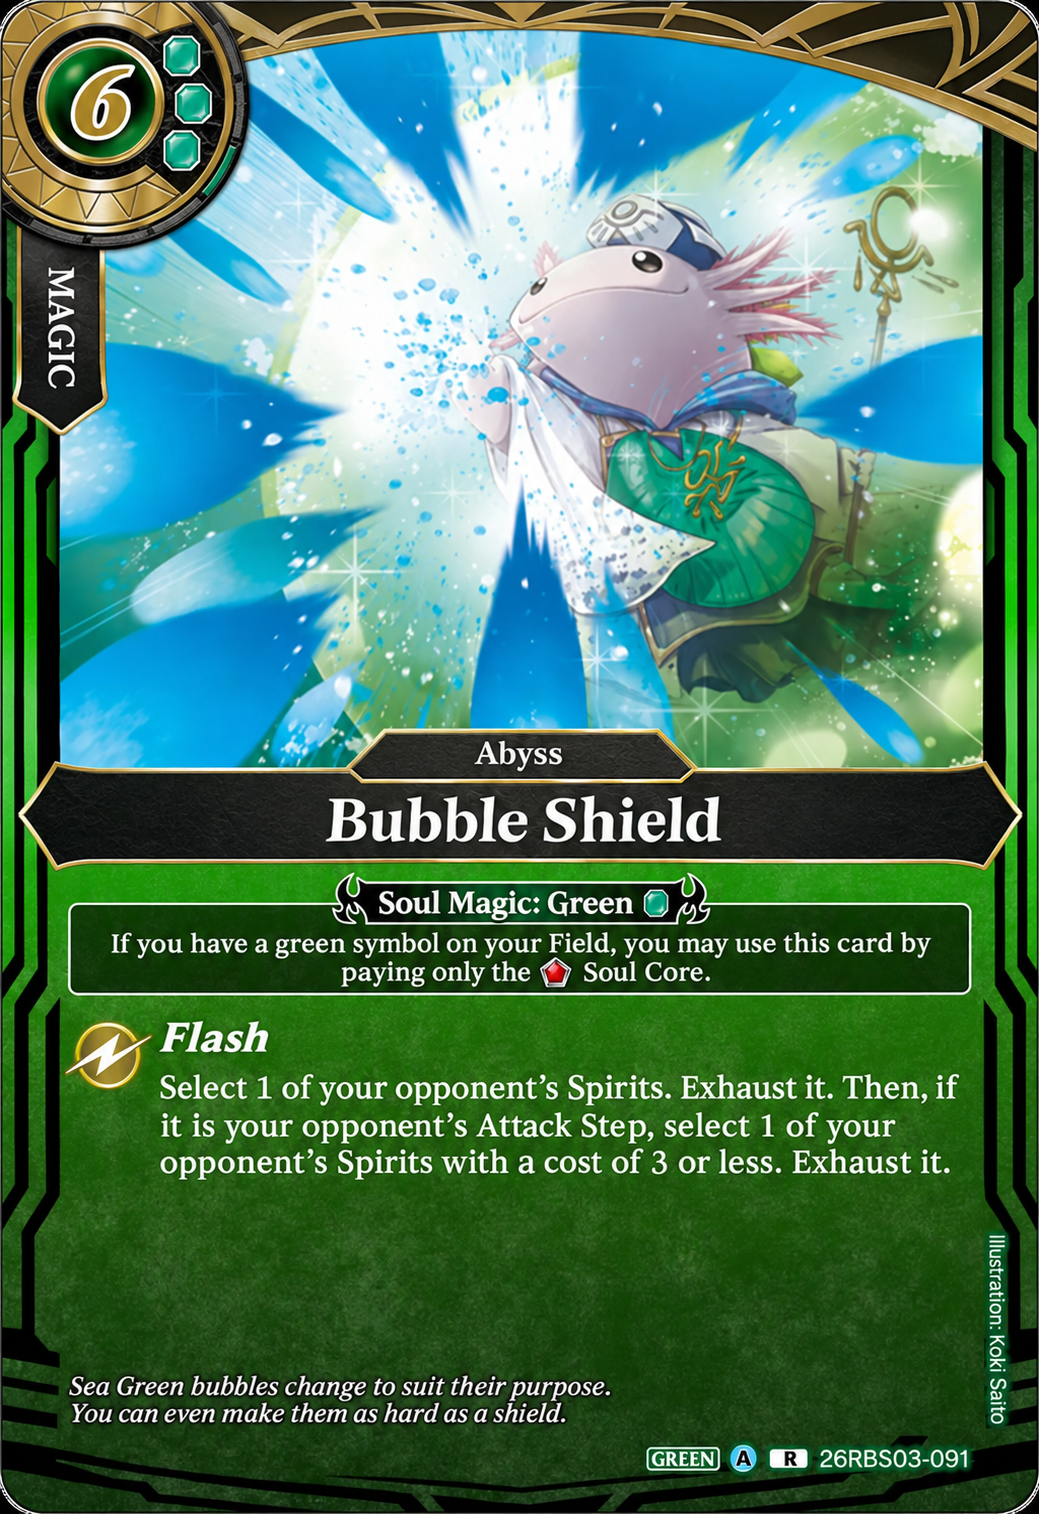 6
MAGIC
Abyss
Bubble Shield
Soul Magic: Green
If you have a green symbol on your Field, you may use this card by
paying only the Soul Core.
Flash
Select 1 of your opponent's Spirits. Exhaust it. Then, if
it is your opponent's Attack Step, select 1 of your
opponent's Spirits with a cost of 3 or less. Exhaust it.
Illustration: Koki Saito
Sea Green bubbles change to suit their purpose.
You can even make them as hard as a shield.
GREEN A R 26RBS03-091